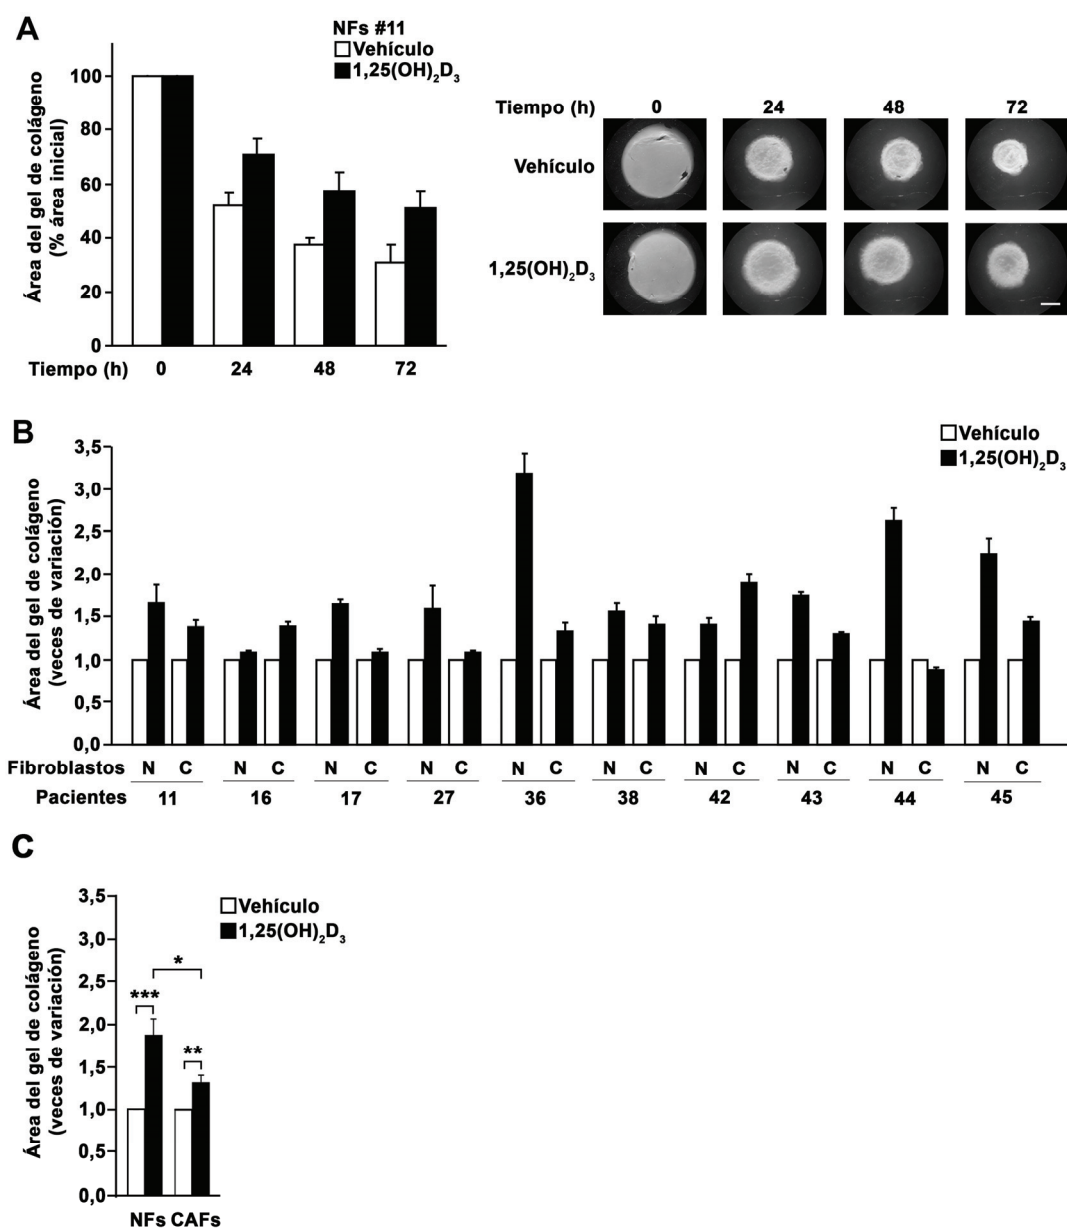 A
NFs #11
Vehículo
1,25(OH)₂D₃
Área del gel de colágeno
(% área inicial)
100
80
60
40
20
0
Tiempo (h) 0 24 48 72
Tiempo (h) 0 24 48 72
Vehículo
1,25(OH)₂D₃
B
Vehículo
1,25(OH)₂D₃
Área del gel de colágeno
(veces de variación)
3,5
3,0
2,5
2,0
1,5
1,0
0,5
0,0
Fibroblastos N C N C N C N C N C N C N C N C N C N C
Pacientes 11 16 17 27 36 38 42 43 44 45
C
Vehículo
1,25(OH)₂D₃
Área del gel de colágeno
(veces de variación)
3,5
3,0
2,5
2,0
1,5
1,0
0,5
0,0
*
***
**
NFs CAFs